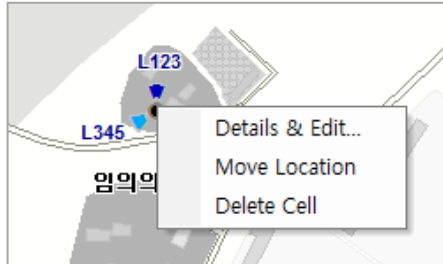 L123
L345
임의의
Details & Edit...
Move Location
Delete Cell